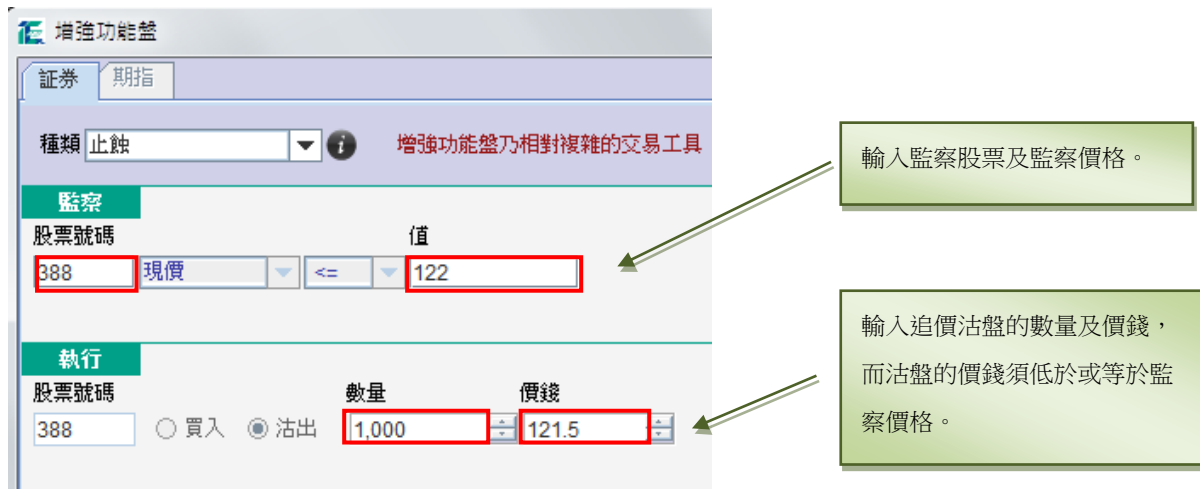 增強功能盤
証券 期指
種類 止蝕 i 增強功能盤乃相對複雜的交易工具
監察
股票號碼 值
388 現價 <= 122
執行
股票號碼 數量 價錢
388 買入 沽出 1,000 121.5
輸入監察股票及監察價格。
輸入追價沽盤的數量及價錢，
而沽盤的價錢須低於或等於監
察價格。